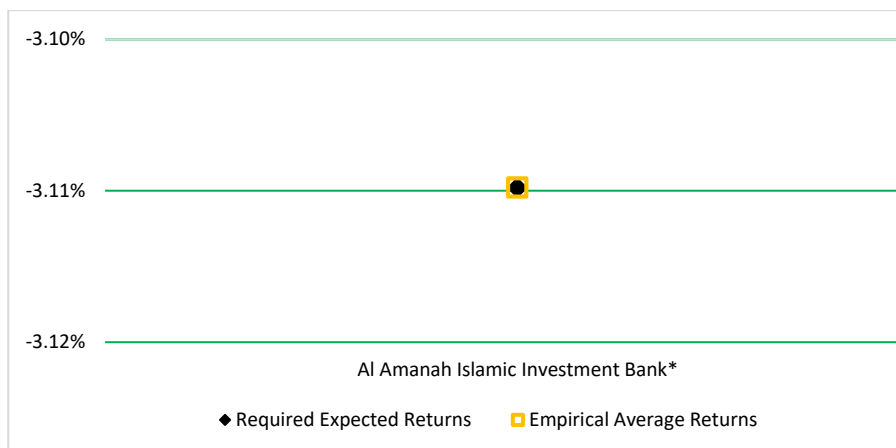 -3.10%
-3.11%
-3.12%
Al Amanah Islamic Investment Bank*
Required Expected Returns Empirical Average Returns